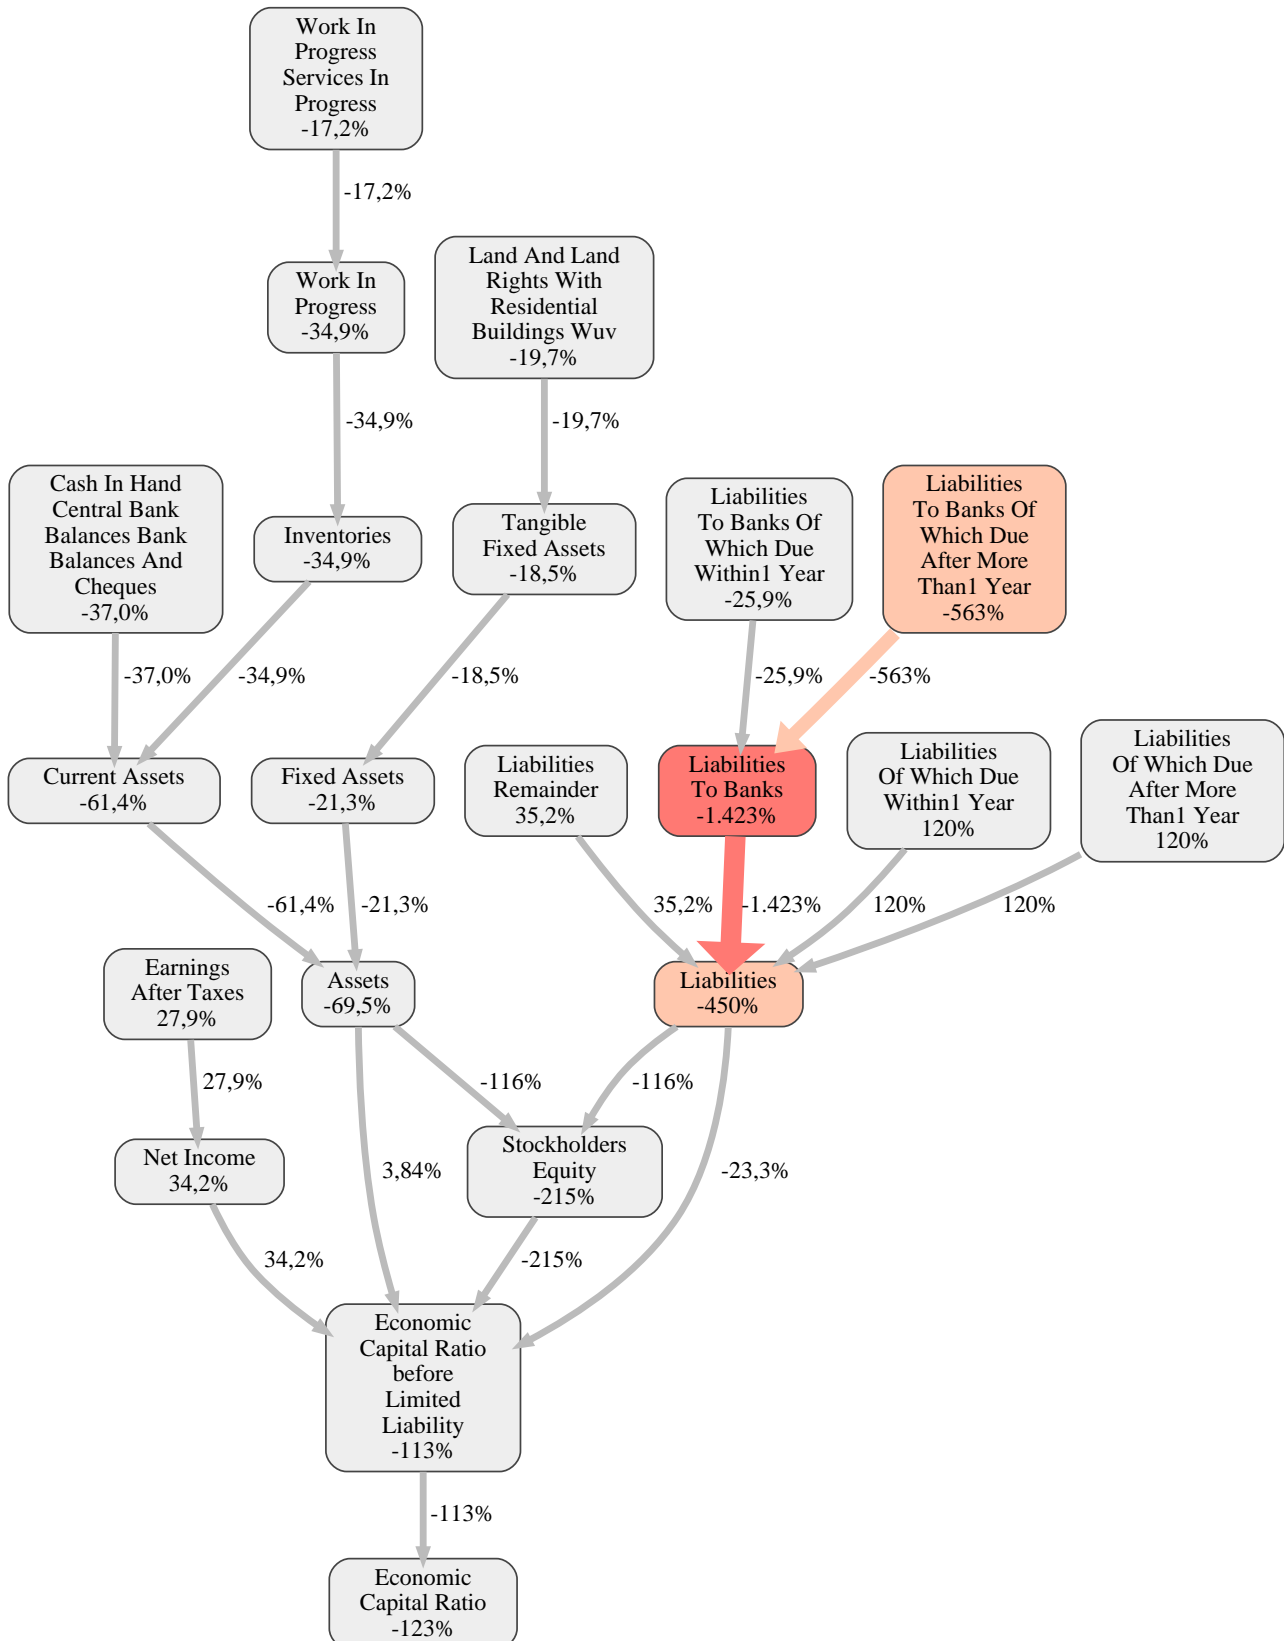 Work In
Progress
Services In
Progress
-17,2%
-17,2%
Work In
Progress
-34,9%
Land And Land
Rights With
Residential
Buildings Wuv
-19,7%
-34,9%
-19,7%
Cash In Hand
Central Bank
Balances Bank
Balances And
Cheques
-37,0%
Inventories
-34,9%
Tangible
Fixed Assets
-18,5%
Liabilities
To Banks Of
Which Due
Within1 Year
-25,9%
Liabilities
To Banks Of
Which Due
After More
Than1 Year
-563%
-37,0%
-34,9%
-18,5%
-25,9%
-563%
Current Assets
-61,4%
Fixed Assets
-21,3%
Liabilities
Remainder
35,2%
Liabilities
To Banks
-1.423%
Liabilities
Of Which Due
Within1 Year
120%
Liabilities
Of Which Due
After More
Than1 Year
120%
-61,4%
-21,3%
35,2%
-1.423%
120%
120%
Earnings
After Taxes
27,9%
Assets
-69,5%
Liabilities
-450%
27,9%
-116%
-116%
Net Income
34,2%
3,84%
Stockholders
Equity
-215%
-23,3%
34,2%
-215%
Economic
Capital Ratio
before
Limited
Liability
-113%
-113%
Economic
Capital Ratio
-123%